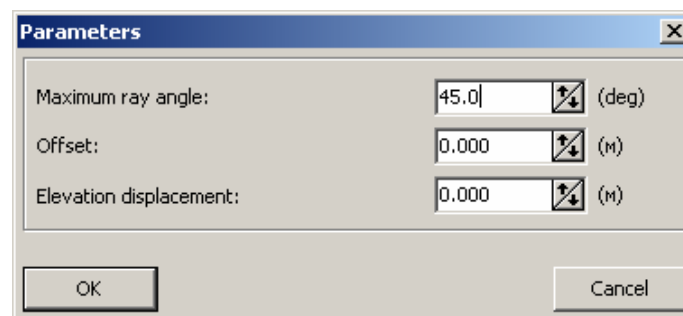 Parameters
Maximum ray angle: 45.0 (deg)
Offset: 0.000 (м)
Elevation displacement: 0.000 (м)
OK Cancel